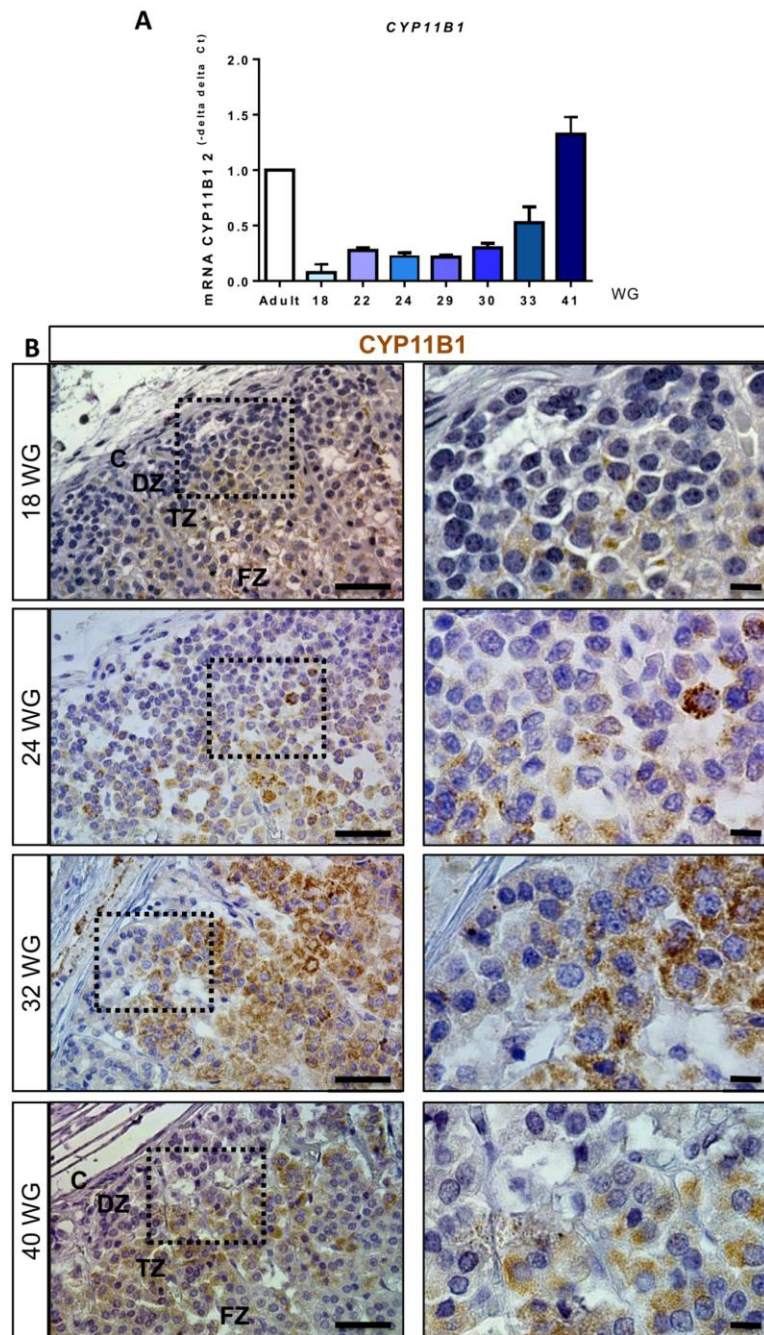 A
CYP11B1
mRNA CYP11B1 2 (-delta delta Ct)
2.0
1.5
1.0
0.5
0.0
Adult 18 22 24 29 30 33 41 WG
B
CYP11B1
18 WG
C
DZ
TZ
FZ
24 WG
32 WG
40 WG
C
DZ
TZ
FZ